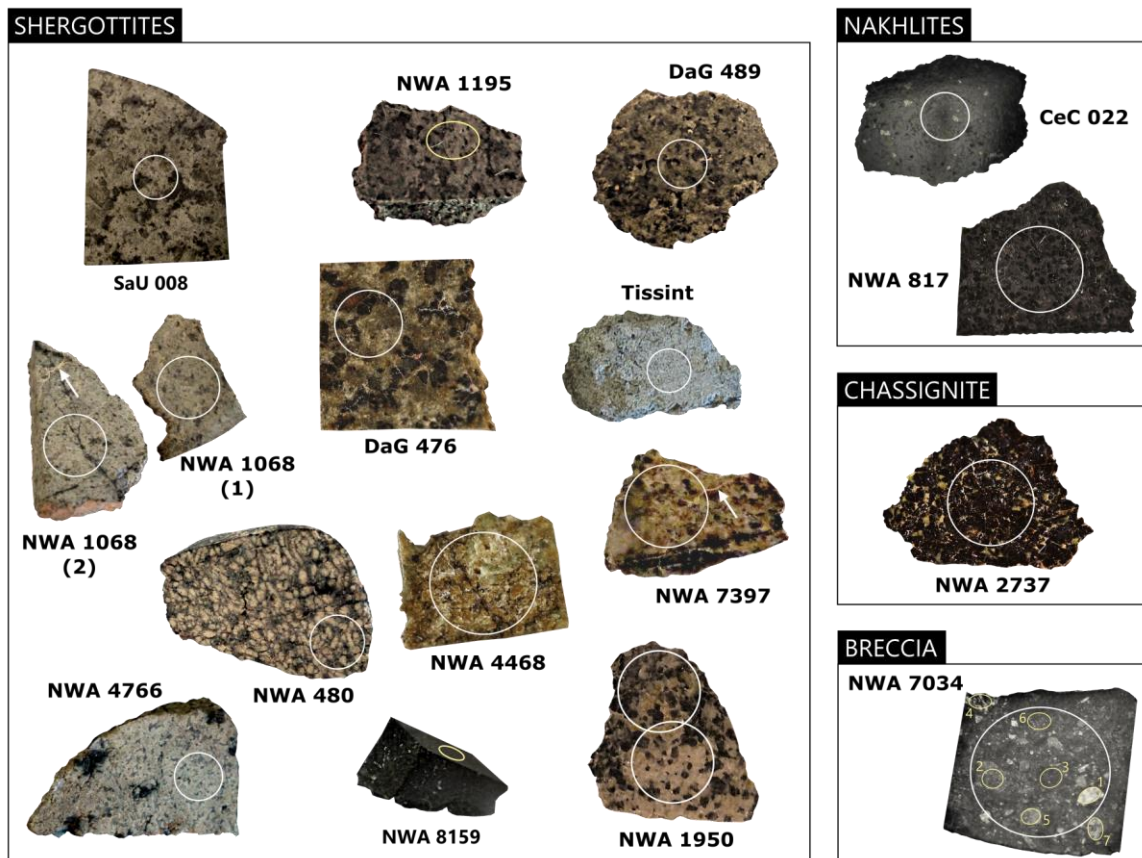 SHERGOTTITES
NWA 1195
DaG 489
SaU 008
DaG 476
Tissint
NWA 1068
(1)
NWA 1068
(2)
NWA 7397
NWA 480
NWA 4468
NWA 4766
NWA 8159
NWA 1950
NAKHLITES
CeC 022
NWA 817
CHASSIGNITE
NWA 2737
BRECCIA
NWA 7034
4
6
2
3
1
5
7